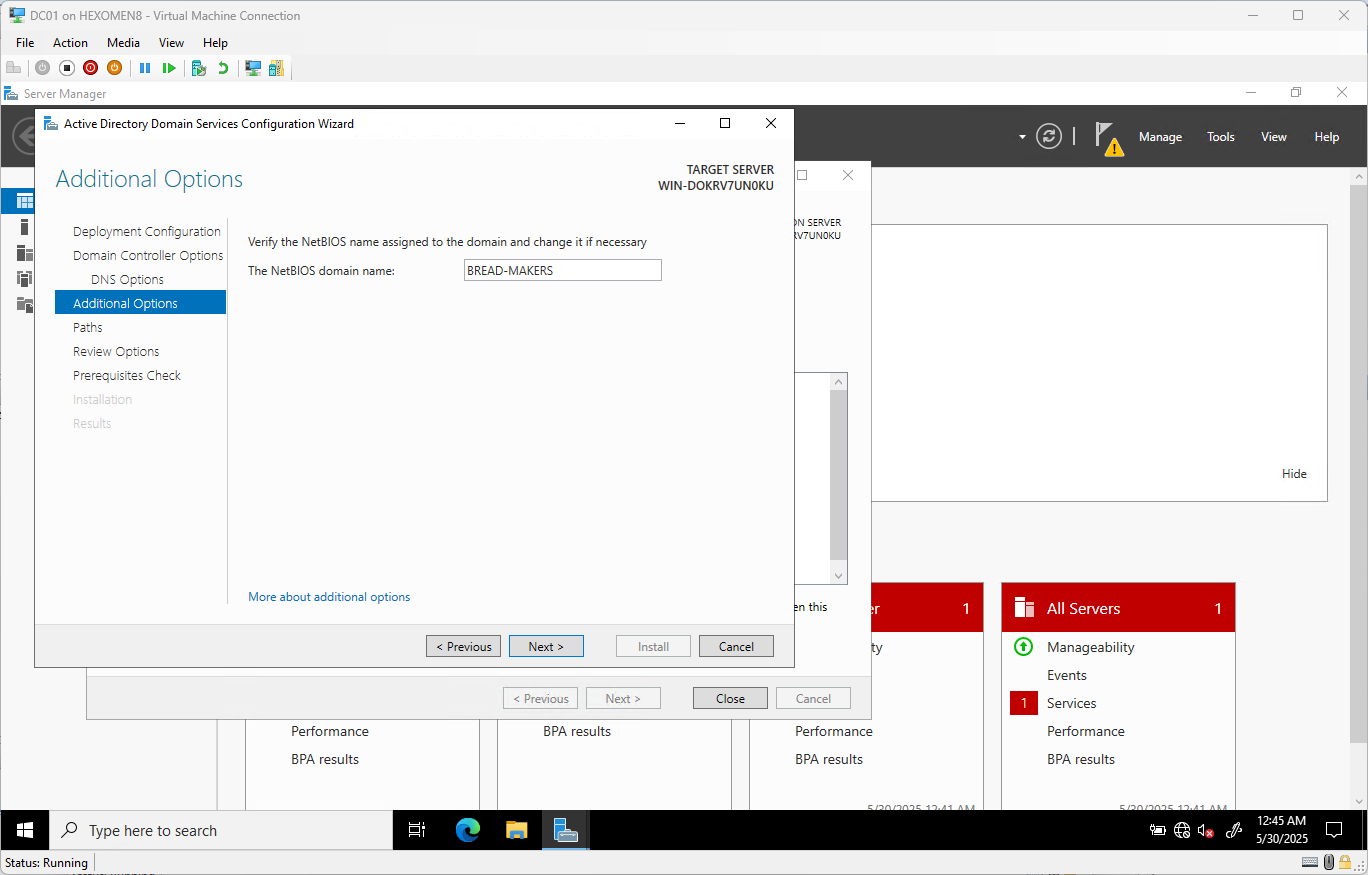 DC01 on HEXOMEN8 - Virtual Machine Connection
File Action Media View Help
Server Manager
Manage Tools View Help
Active Directory Domain Services Configuration Wizard
Additional Options
TARGET SERVER
WIN-DOKRV7UN0KU
ON SERVER
RV7UN0KU
Deployment Configuration
Domain Controller Options
DNS Options
Additional Options
Paths
Review Options
Prerequisites Check
Installation
Results
Verify the NetBIOS name assigned to the domain and change it if necessary
The NetBIOS domain name: BREAD-MAKERS
More about additional options
< Previous Next > Install Cancel
Hide
en this
< Previous Next > Close Cancel
er 1
ty
Performance
BPA results
BPA results
Performance
BPA results
5/30/2025 12:41 AM
All Servers 1
Manageability
Events
1 Services
Performance
BPA results
5/30/2025 12:41 AM
Type here to search
12:45 AM
5/30/2025
Status: Running